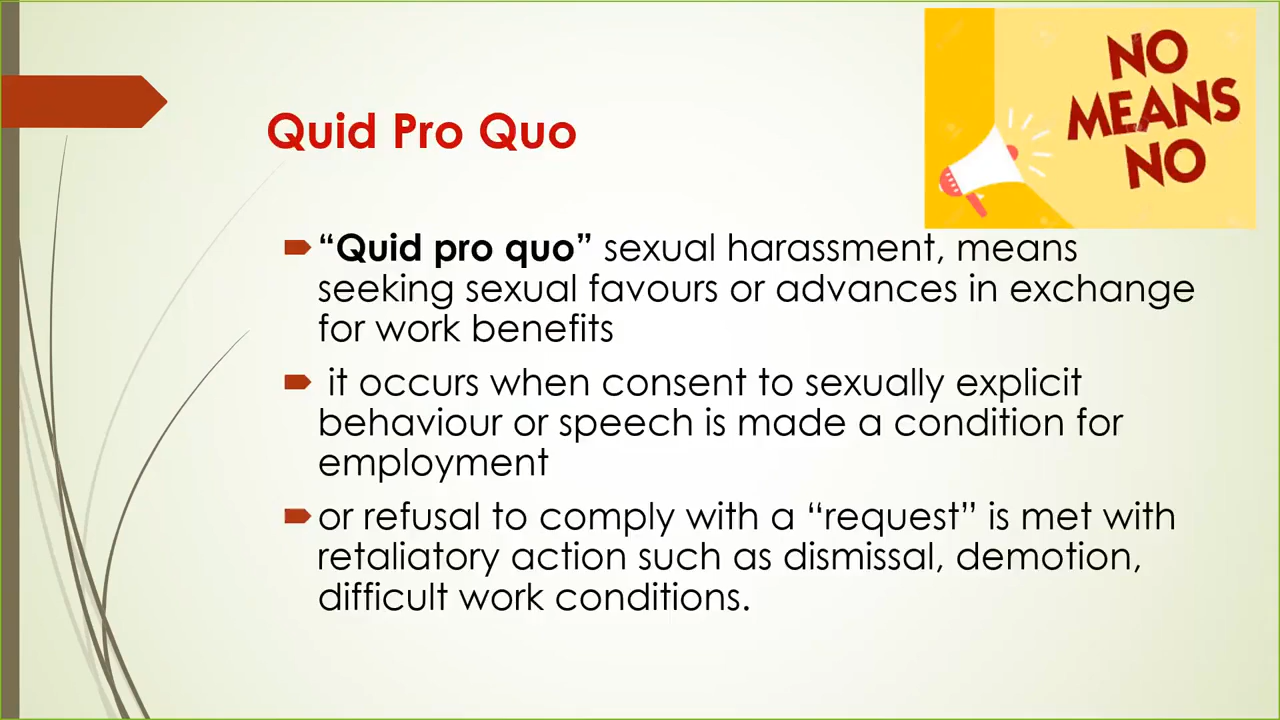 NO
MEANS
NO
Quid Pro Quo
“Quid pro quo” sexual harassment, means
seeking sexual favours or advances in exchange
for work benefits
it occurs when consent to sexually explicit
behaviour or speech is made a condition for
employment
or refusal to comply with a “request” is met with
retaliatory action such as dismissal, demotion,
difficult work conditions.